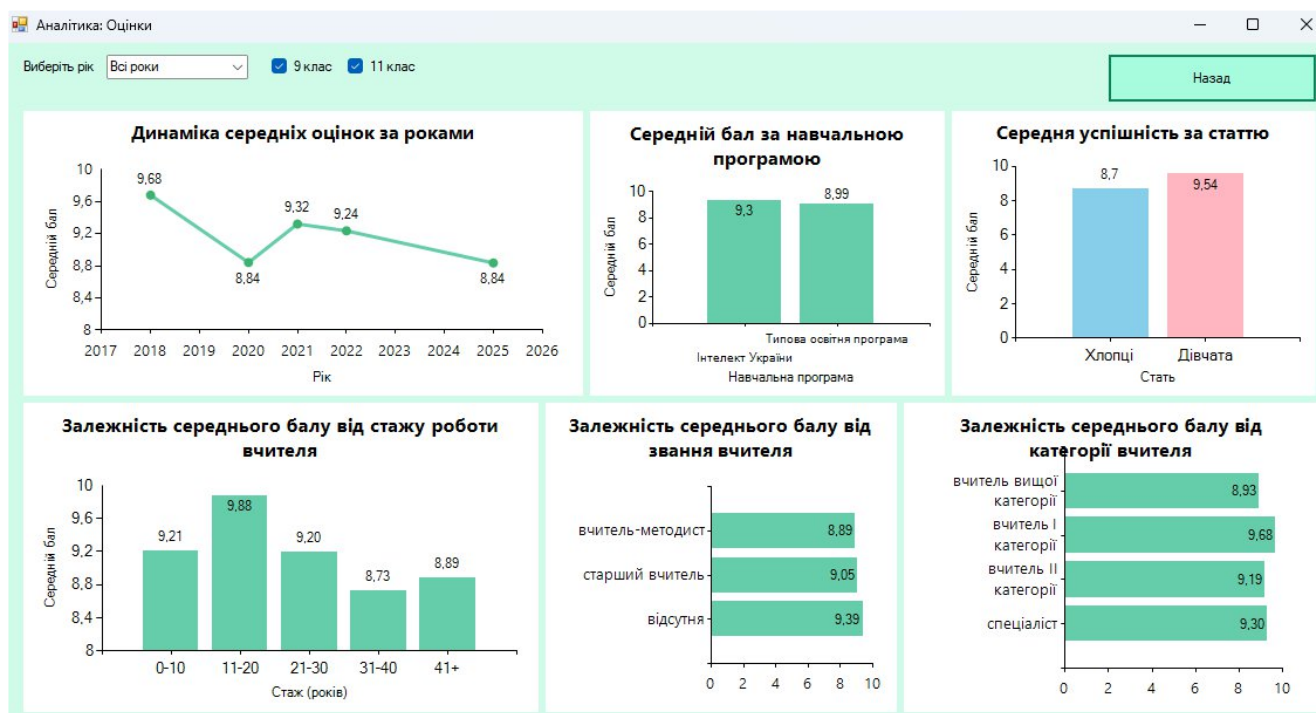 Аналітика: Оцінки
Виберіть рік Всі роки 9 клас 11 клас
Назад
Динаміка середніх оцінок за роками
Середній бал
10
9,6
9,2
8,8
8,4
8
9,68
8,84
9,32
9,24
8,84
2017 2018 2019 2020 2021 2022 2023 2024 2025 2026
Рік
Середній бал за навчальною
програмою
Середній бал
10
8
6
4
2
0
9,3
8,99
Типова освітня програма
Інтелект України
Навчальна програма
Середня успішність за статтю
Середній бал
10
8
6
4
2
0
8,7
9,54
Хлопці Дівчата
Стать
Залежність середнього балу від стажу роботи
вчителя
Середній бал
10
9,6
9,2
8,8
8,4
8
9,21
9,88
9,20
8,73
8,89
0-10 11-20 21-30 31-40 41+
Стаж (років)
Залежність середнього балу від
звання вчителя
вчитель-методист 8,89
старший вчитель 9,05
відсутня 9,39
0 2 4 6 8 10
Залежність середнього балу від
категорії вчителя
вчитель вищої
категорії
8,93
вчитель I
категорії
9,68
вчитель II
категорії
9,19
спеціаліст 9,30
0 2 4 6 8 10